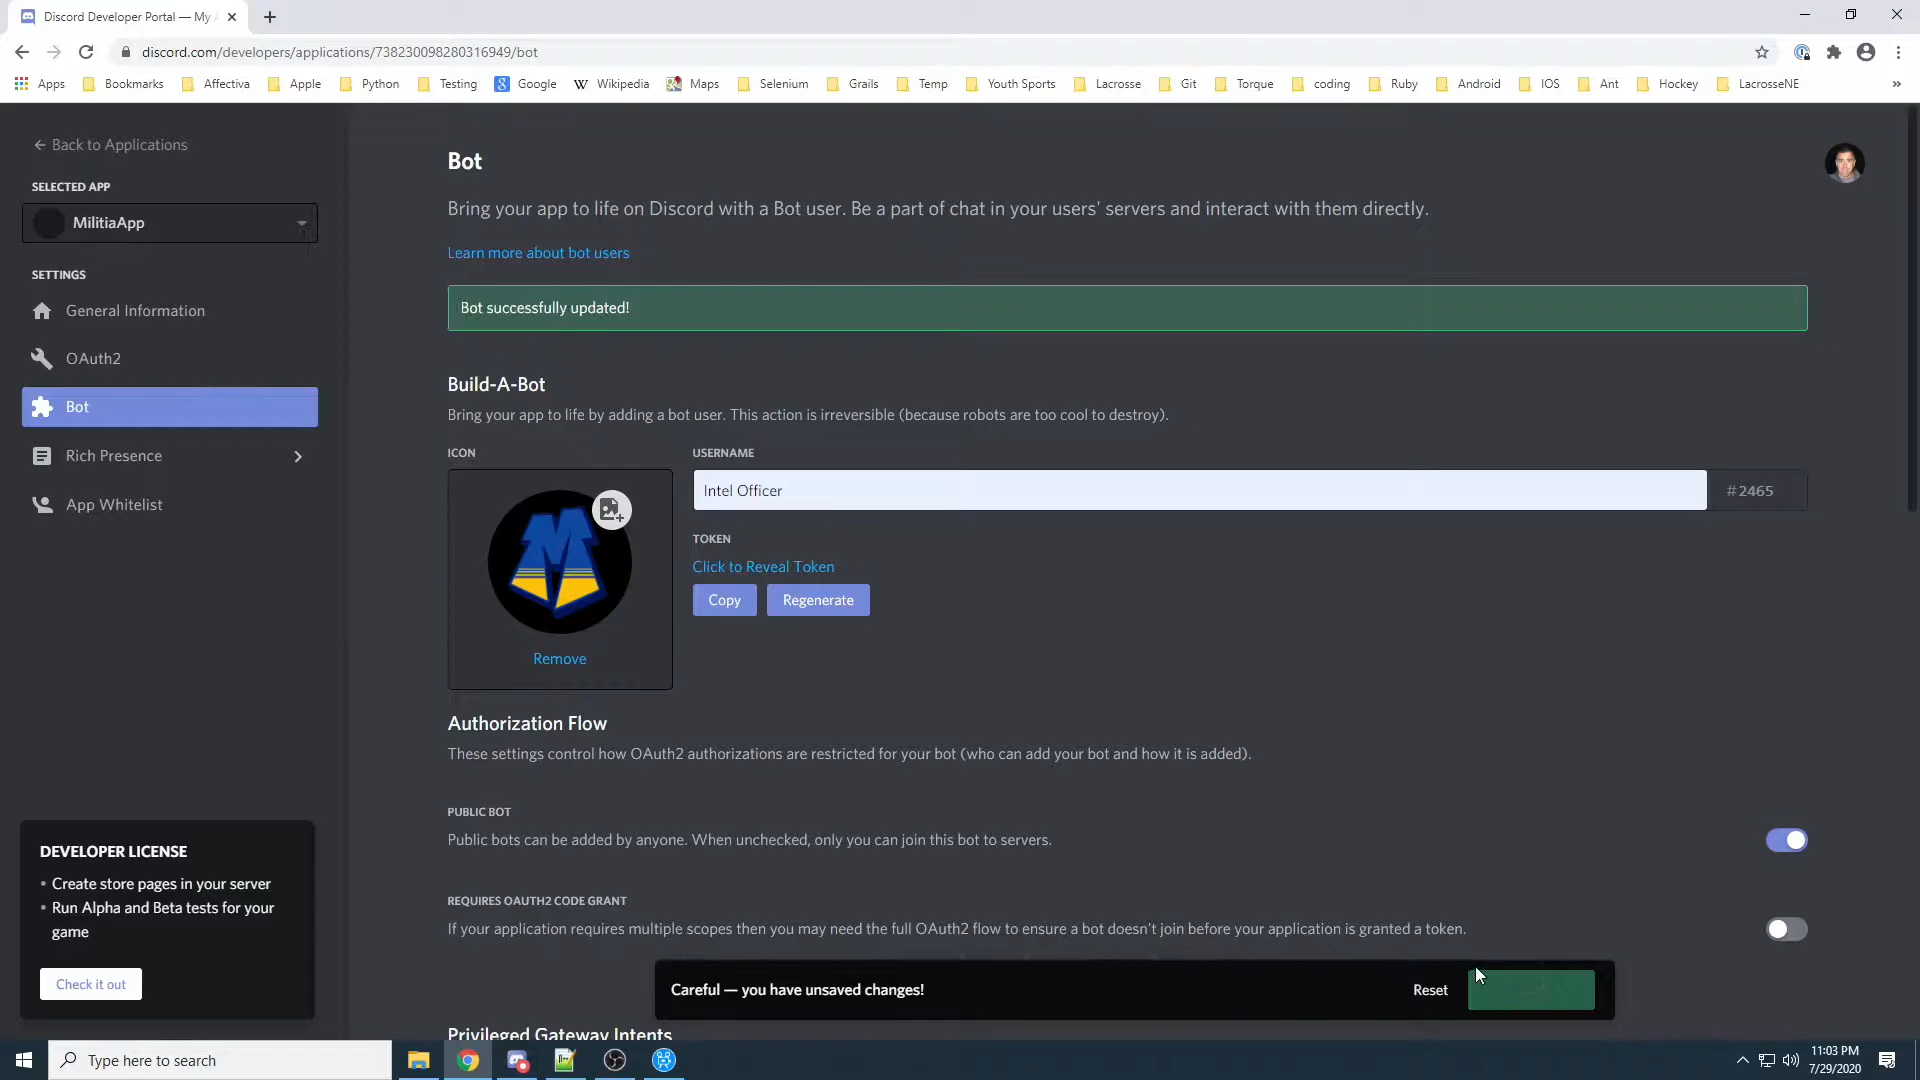 Discord Developer Portal — My A
discord.com/developers/applications/738230098280316949/bot
Apps Bookmarks Affectiva Apple Python Testing Google Wikipedia Maps Selenium Grails Temp Youth Sports Lacrosse Git Torque coding Ruby Android IOS Ant Hockey LacrosseNE »
← Back to Applications
SELECTED APP
MilitiaApp
SETTINGS
General Information
OAuth2
Bot
Rich Presence
App Whitelist
DEVELOPER LICENSE
• Create store pages in your server
• Run Alpha and Beta tests for your
game
Check it out
Bot
Bring your app to life on Discord with a Bot user. Be a part of chat in your users' servers and interact with them directly.
Learn more about bot users
Bot successfully updated!
Build-A-Bot
Bring your app to life by adding a bot user. This action is irreversible (because robots are too cool to destroy).
ICON
Remove
USERNAME
Intel Officer #2465
TOKEN
Click to Reveal Token
Copy Regenerate
Authorization Flow
These settings control how OAuth2 authorizations are restricted for your bot (who can add your bot and how it is added).
PUBLIC BOT
Public bots can be added by anyone. When unchecked, only you can join this bot to servers.
REQUIRES OAUTH2 CODE GRANT
If your application requires multiple scopes then you may need the full OAuth2 flow to ensure a bot doesn't join before your application is granted a token.
Careful — you have unsaved changes! Reset
Privileged Gateway Intents
Type here to search
11:03 PM
7/29/2020